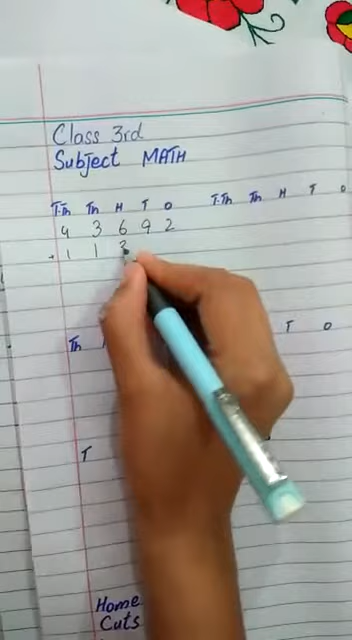 Class 3rd
Subject MATH
T.Th Th H T O T.Th Th H T O
4 3 6 9 2
+ 1 1 3
Th T O
T
Home
Cuts